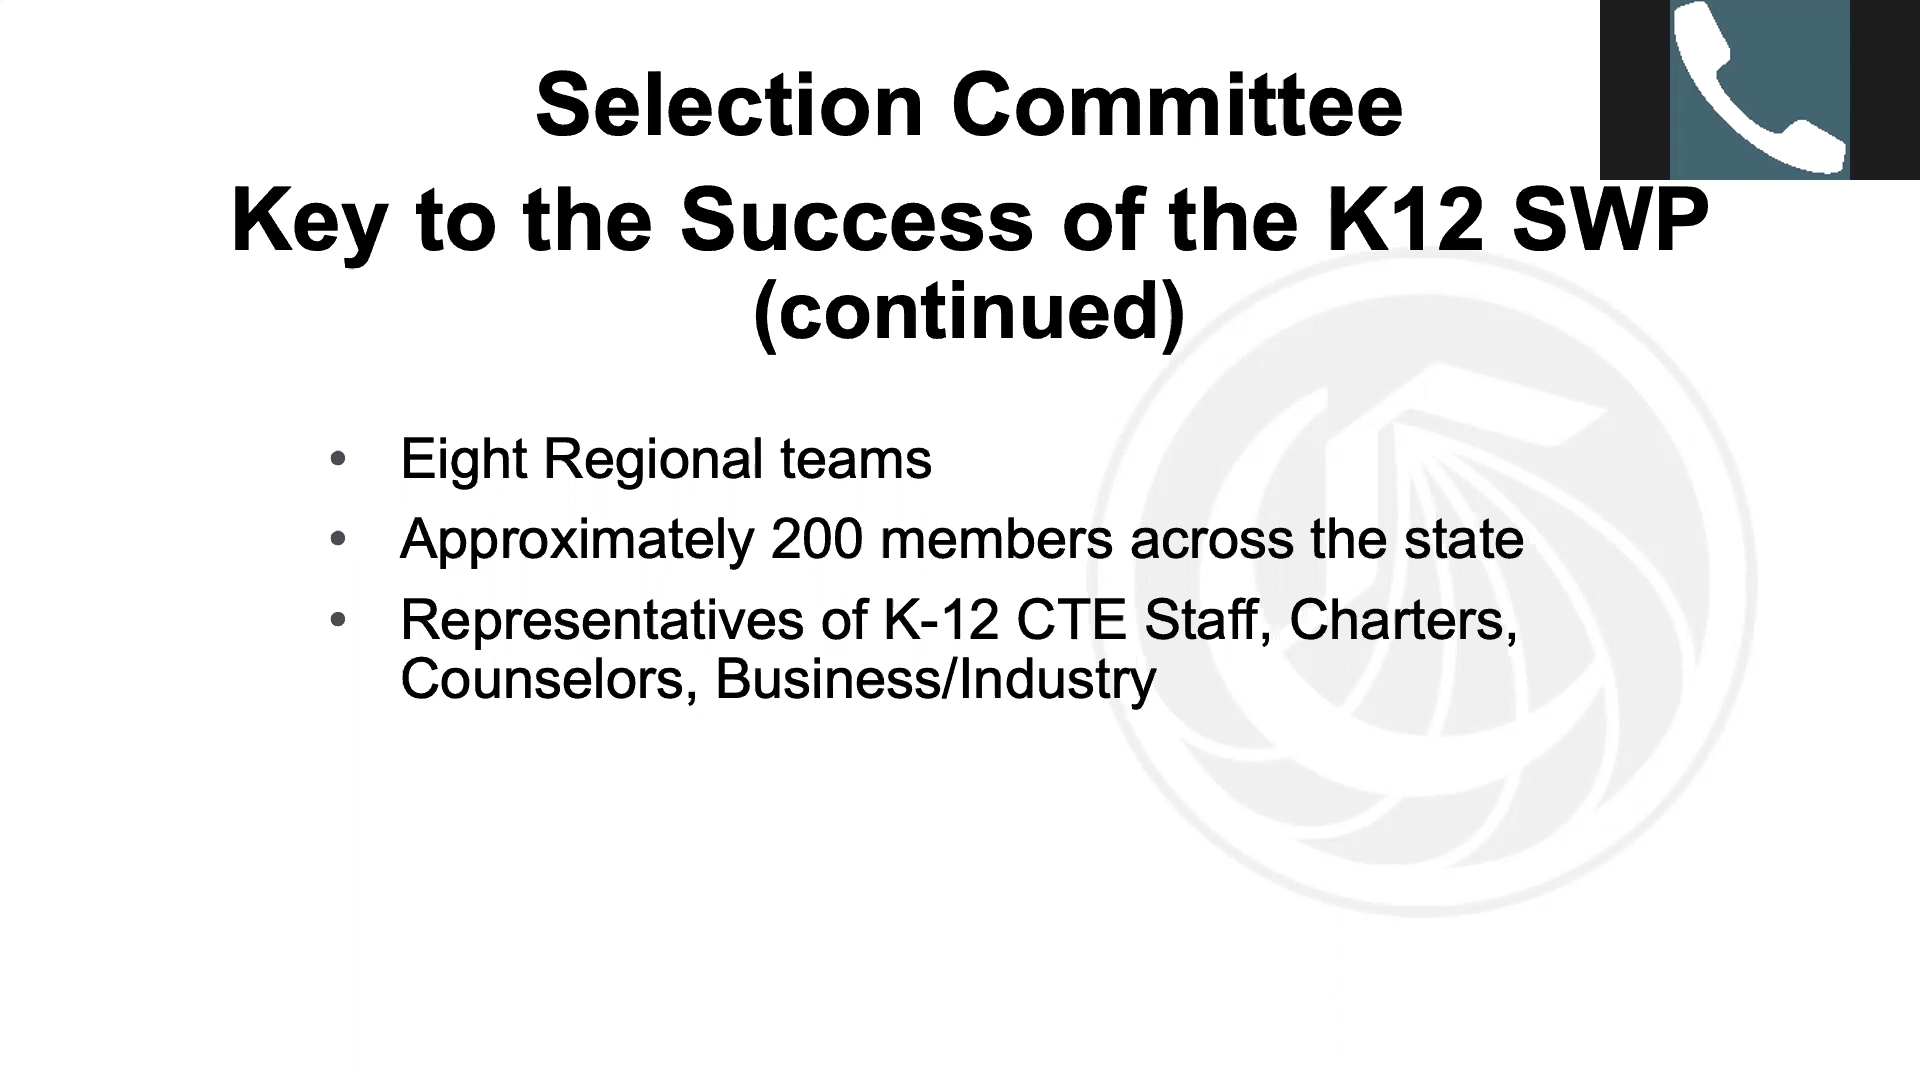 Selection Committee
Key to the Success of the K12 SWP
(continued)
• Eight Regional teams
• Approximately 200 members across the state
• Representatives of K-12 CTE Staff, Charters,
Counselors, Business/Industry